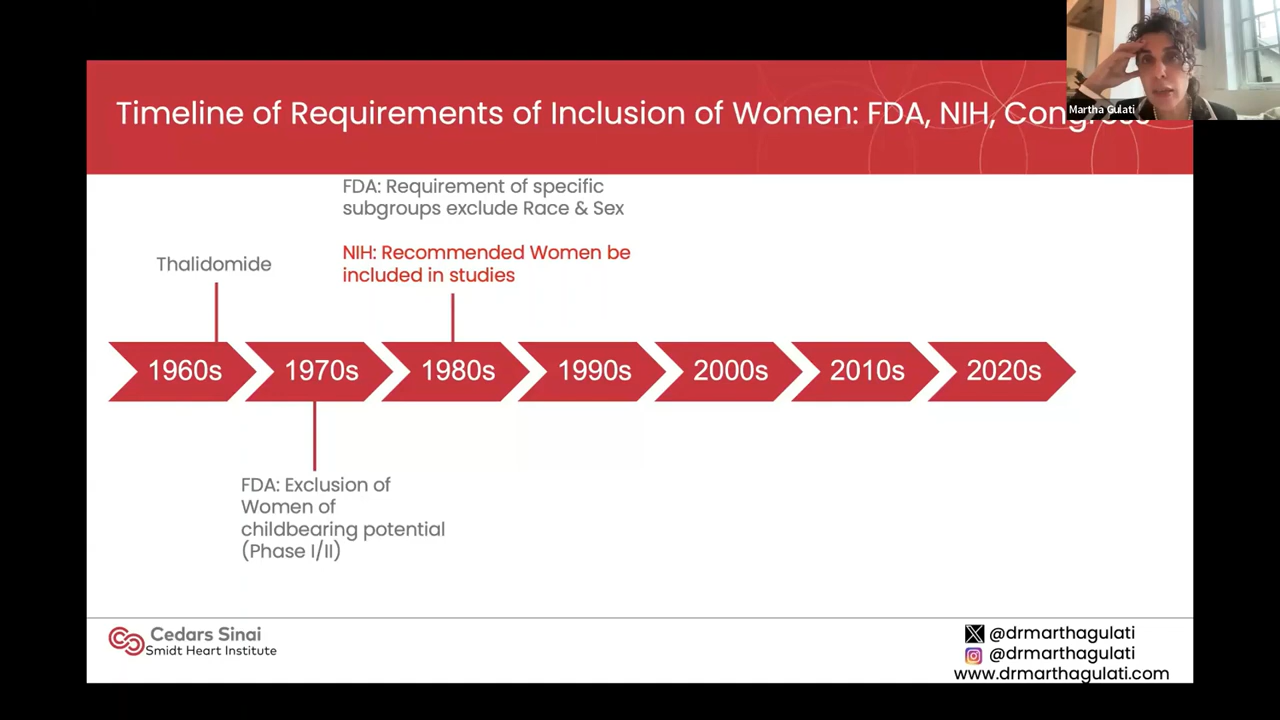 Timeline of Requirements of Inclusion of Women: FDA, NIH, Congress
Martha Gulati
FDA: Requirement of specific
subgroups exclude Race & Sex
NIH: Recommended Women be
included in studies
Thalidomide
1960s
1970s
1980s
1990s
2000s
2010s
2020s
FDA: Exclusion of
Women of
childbearing potential
(Phase I/II)
Cedars Sinai
Smidt Heart Institute
@drmarthagulati
@drmarthagulati
www.drmarthagulati.com